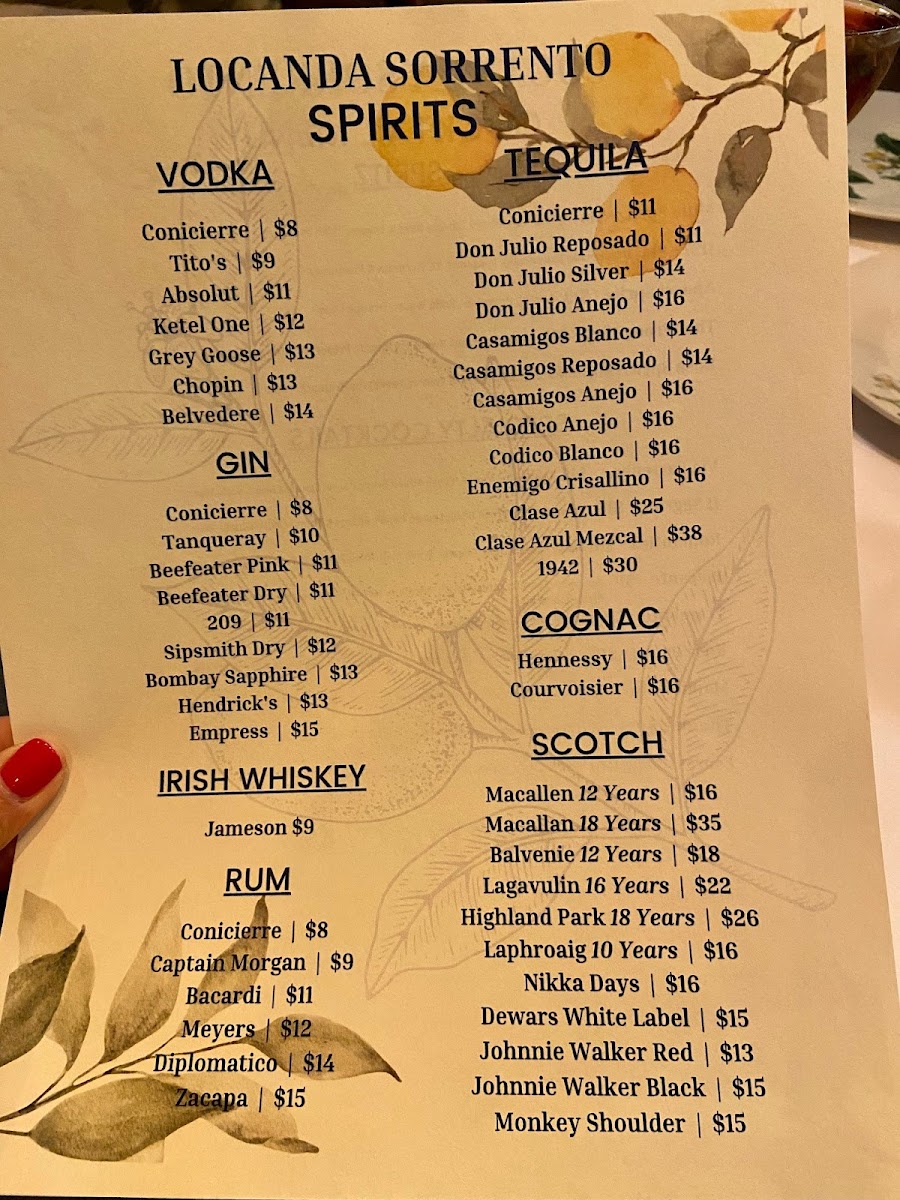 LOCANDA SORRENTO
SPIRITS
VODKA
Conicierre | $8
Tito's | $9
Absolut | $11
Ketel One | $12
Grey Goose | $13
Chopin | $13
Belvedere | $14
GIN
Conicierre | $8
Tanqueray | $10
Beefeater Pink | $11
Beefeater Dry | $11
209 | $11
Sipsmith Dry | $12
Bombay Sapphire | $13
Hendrick's | $13
Empress | $15
IRISH WHISKEY
Jameson $9
RUM
Conicierre | $8
Captain Morgan | $9
Bacardi | $11
Meyers | $12
Diplomatico | $14
Zacapa | $15
TEQUILA
Conicierre | $11
Don Julio Reposado | $11
Don Julio Silver | $14
Don Julio Anejo | $16
Casamigos Blanco | $14
Casamigos Reposado | $14
Casamigos Anejo | $16
Codico Anejo | $16
Codico Blanco | $16
Enemigo Crisallino | $16
Clase Azul | $25
Clase Azul Mezcal | $38
1942 | $30
COGNAC
Hennessy | $16
Courvoisier | $16
SCOTCH
Macallen 12 Years | $16
Macallan 18 Years | $35
Balvenie 12 Years | $18
Lagavulin 16 Years | $22
Highland Park 18 Years | $26
Laphroaig 10 Years | $16
Nikka Days | $16
Dewars White Label | $15
Johnnie Walker Red | $13
Johnnie Walker Black | $15
Monkey Shoulder | $15